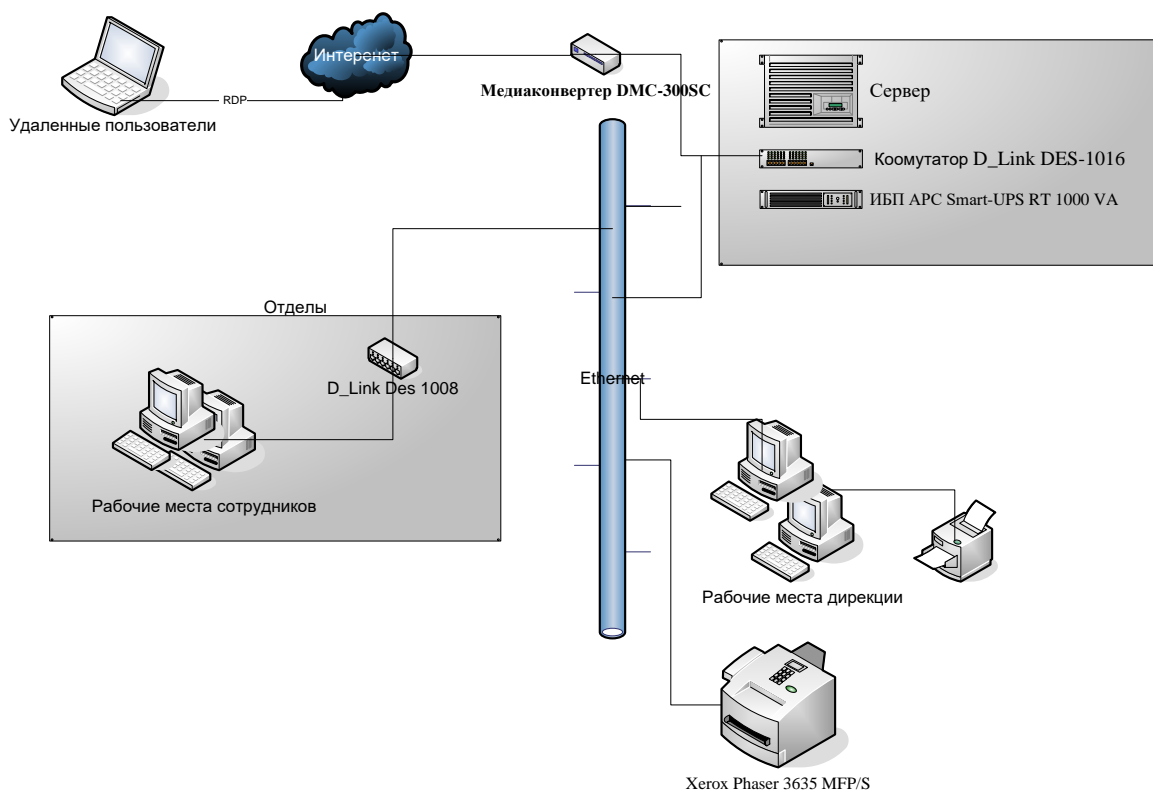 Интеренет
Медиаконвертер DMC-300SC
RDP
Удаленные пользователи
Сервер
Коомутатор D_Link DES-1016
ИБП APC Smart-UPS RT 1000 VA
Отделы
D_Link Des 1008
Рабочие места сотрудников
Ethernet
Рабочие места дирекции
Xerox Phaser 3635 MFP/S